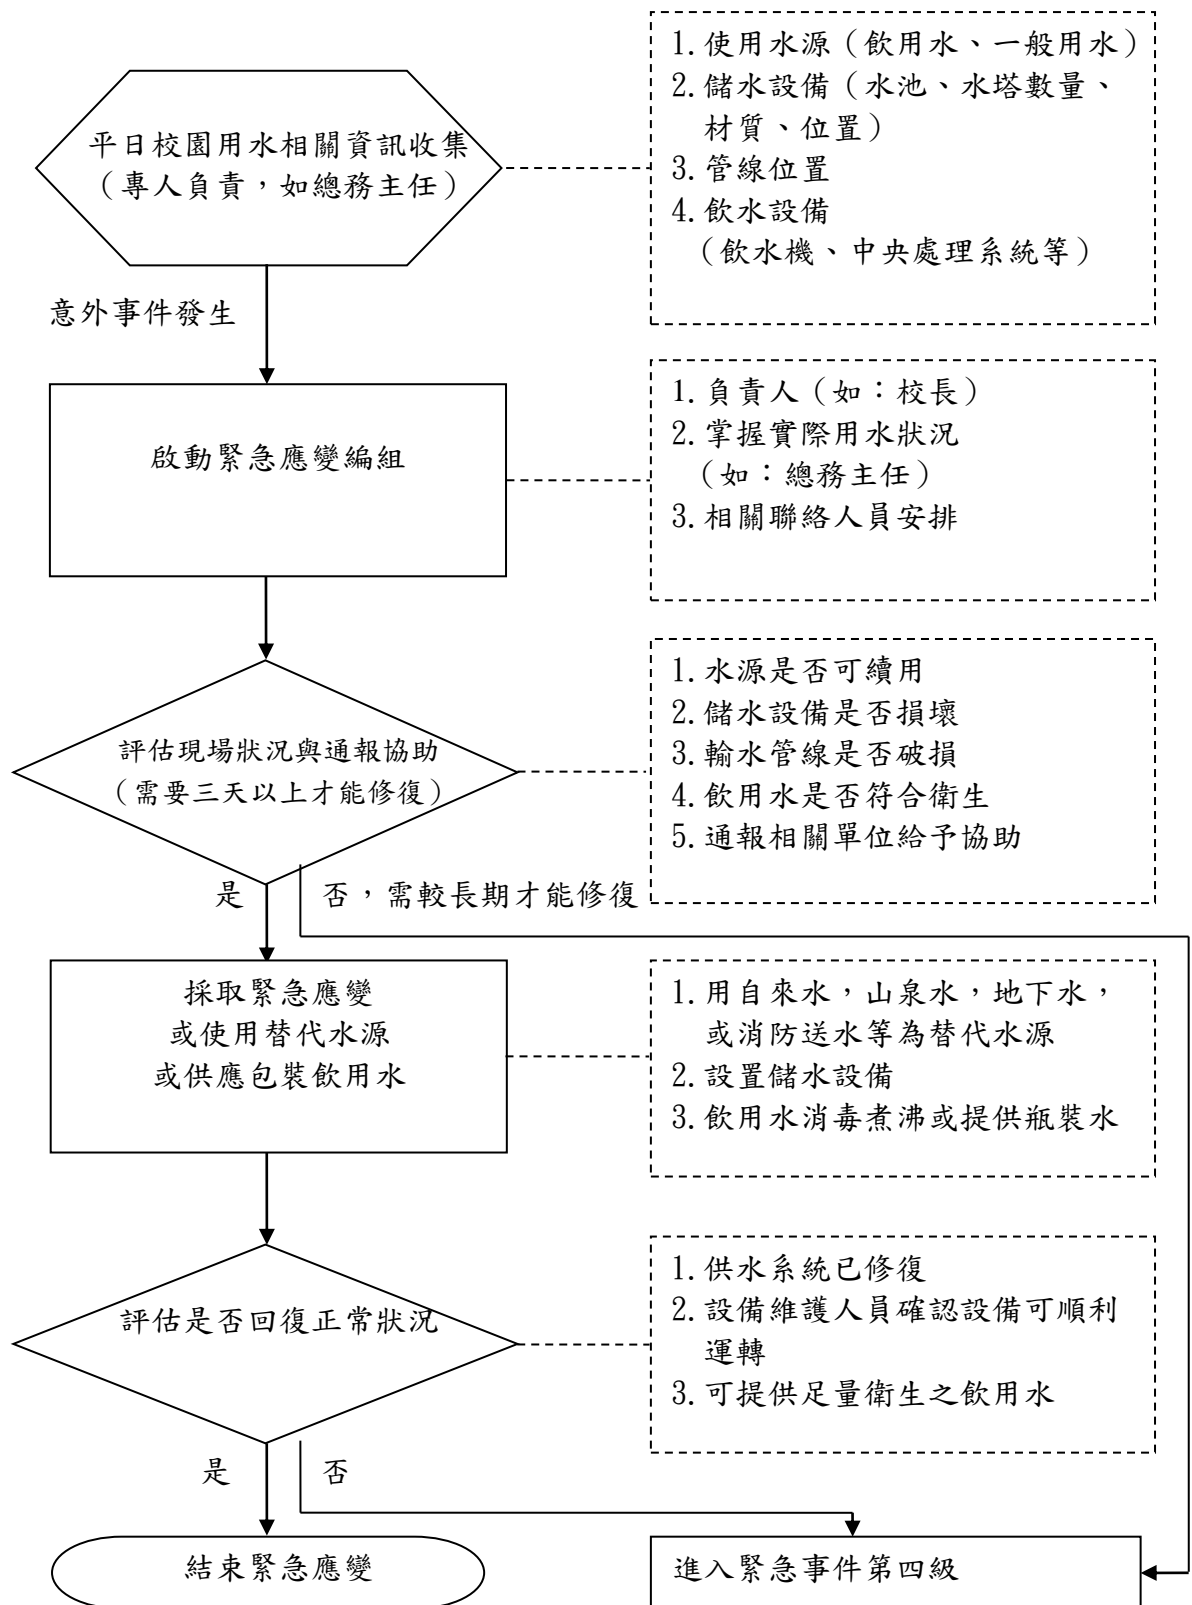 平日校園用水相關資訊收集
（專人負責，如總務主任）
1.使用水源（飲用水、一般用水）
2.儲水設備（水池、水塔數量、
材質、位置）
3.管線位置
4.飲水設備
（飲水機、中央處理系統等）
意外事件發生
啟動緊急應變編組
1.負責人（如：校長）
2.掌握實際用水狀況
（如：總務主任）
3.相關聯絡人員安排
評估現場狀況與通報協助
（需要三天以上才能修復）
1.水源是否可續用
2.儲水設備是否損壞
3.輸水管線是否破損
4.飲用水是否符合衛生
5.通報相關單位給予協助
是
否，需較長期才能修復
採取緊急應變
或使用替代水源
或供應包裝飲用水
1.用自來水，山泉水，地下水，
或消防送水等為替代水源
2.設置儲水設備
3.飲用水消毒煮沸或提供瓶裝水
評估是否回復正常狀況
1.供水系統已修復
2.設備維護人員確認設備可順利
運轉
3.可提供足量衛生之飲用水
是
否
結束緊急應變
進入緊急事件第四級